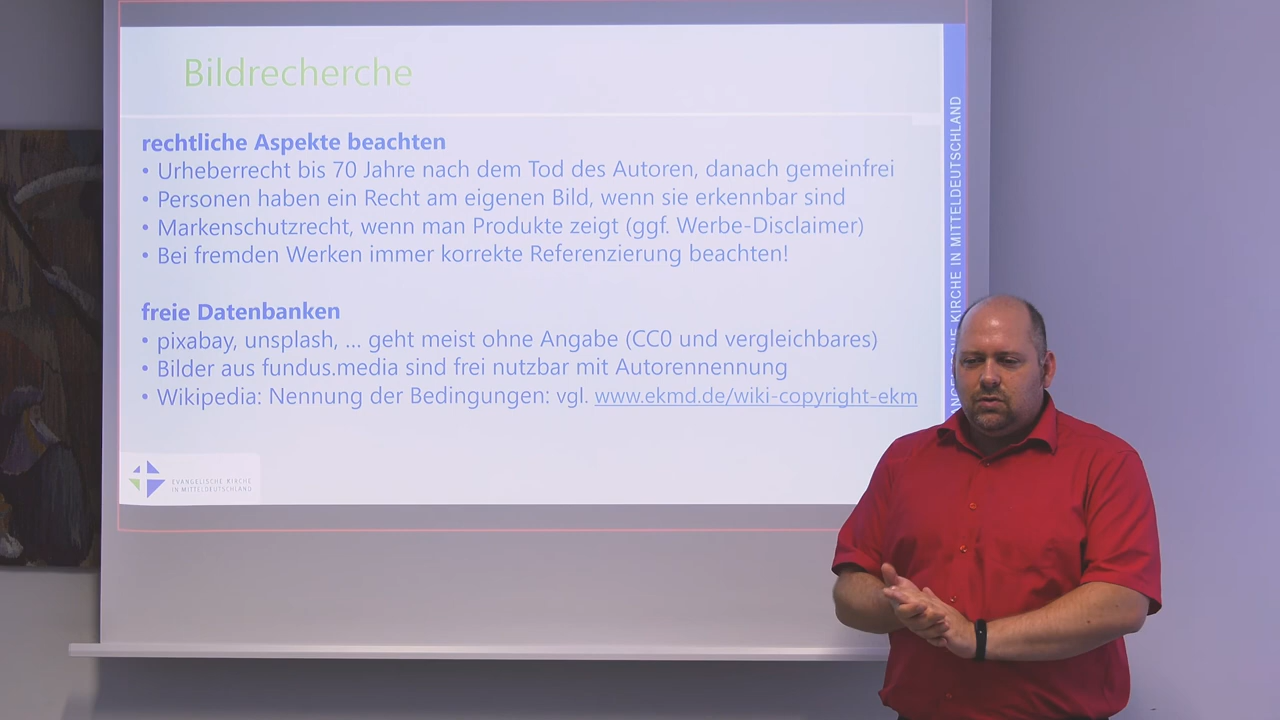 Bildrecherche
rechtliche Aspekte beachten
• Urheberrecht bis 70 Jahre nach dem Tod des Autoren, danach gemeinfrei
• Personen haben ein Recht am eigenen Bild, wenn sie erkennbar sind
• Markenschutzrecht, wenn man Produkte zeigt (ggf. Werbe-Disclaimer)
• Bei fremden Werken immer korrekte Referenzierung beachten!
freie Datenbanken
• pixabay, unsplash, ... geht meist ohne Angabe (CC0 und vergleichbares)
• Bilder aus fundus.media sind frei nutzbar mit Autorennennung
• Wikipedia: Nennung der Bedingungen: vgl. www.ekmd.de/wiki-copyright-ekm
EVANGELISCHE KIRCHE
IN MITTELDEUTSCHLAND
KIRCHE IN MITTELDEUTSCHLAND